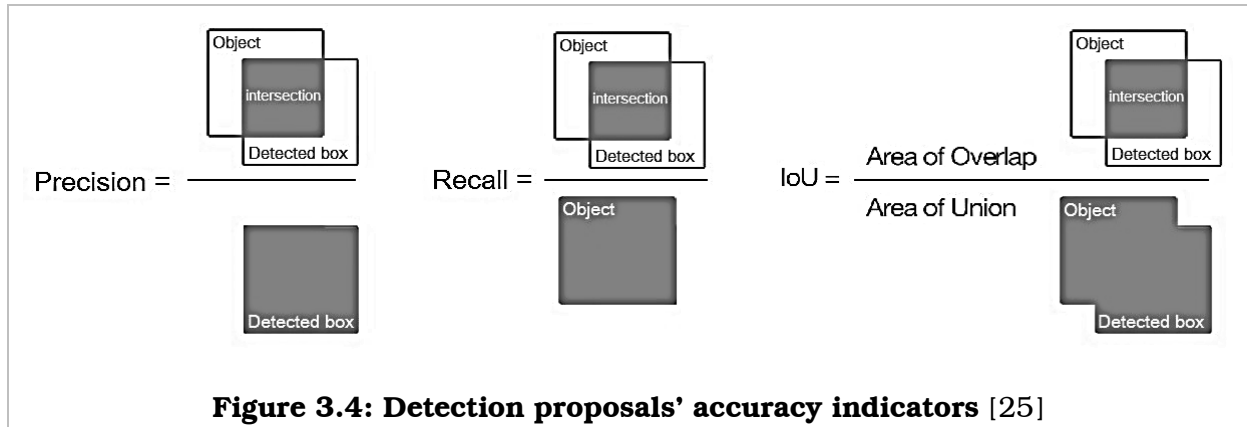 Object
intersection
Detected box
Precision =
Detected box
Object
intersection
Detected box
Recall =
Object
Object
intersection
Detected box
IoU =
Area of Overlap
Area of Union
Object
Detected box
Figure 3.4: Detection proposals’ accuracy indicators [25]